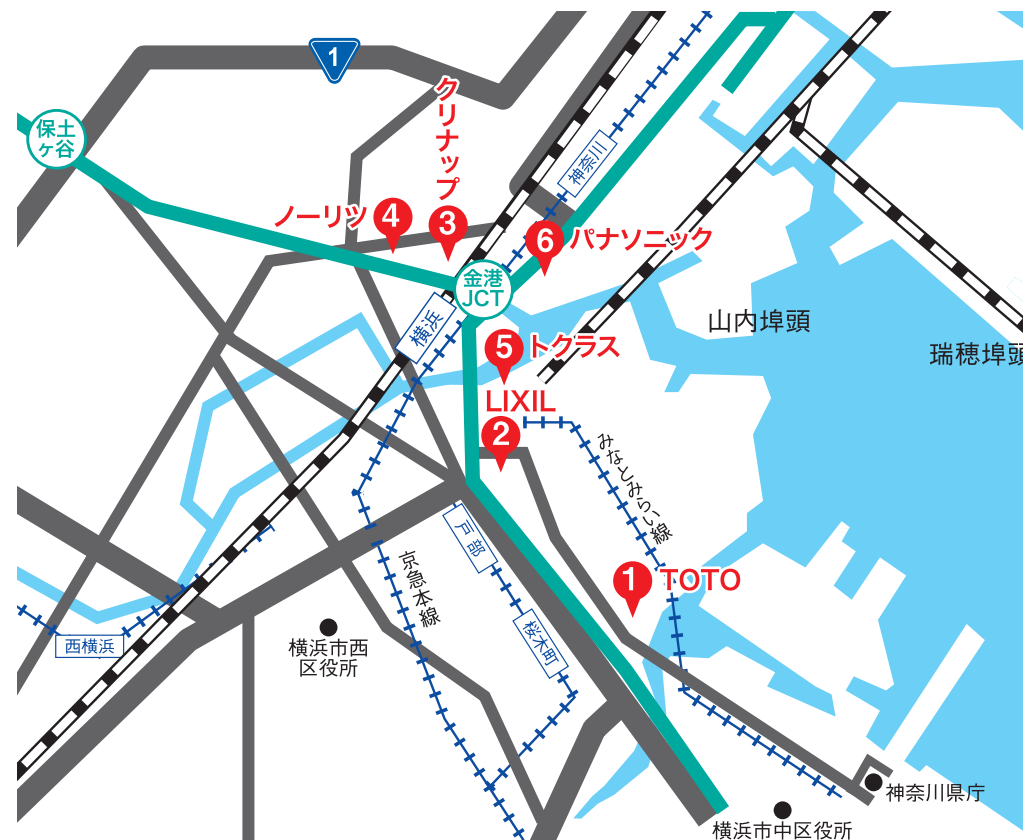 1
保土
ヶ谷
クリナップ
神奈川
ノーリツ
4
3
6
パナソニック
金港
JCT
横浜
山内埠頭
瑞穂埠頭
5
トクラス
LIXIL
2
みなとみらい線
戸部
京急本線
1
TOTO
桜木町
西横浜
横浜市西
区役所
神奈川県庁
横浜市中区役所